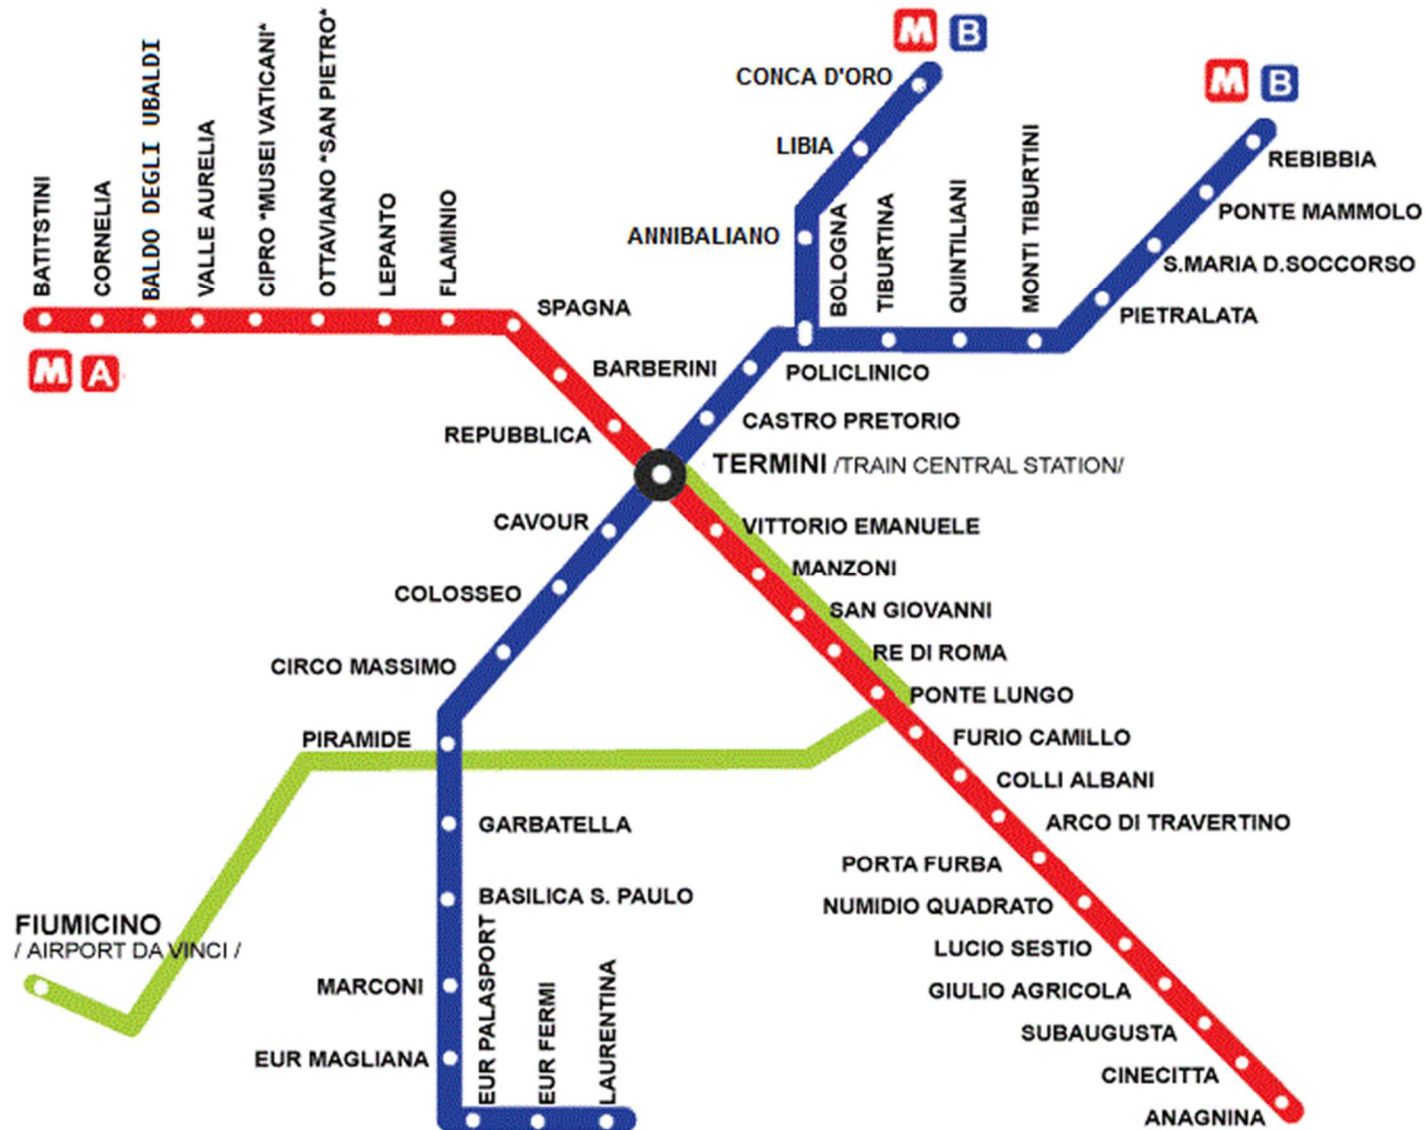 M B
M B
CONCA D'ORO
LIBIA
ANNIBALIANO
BOLOGNA
TIBURTINA
QUINTILIANI
MONTI TIBURTINI
REBIBBIA
PONTE MAMMOLO
S.MARIA D.SOCCORSO
PIETRALATA
BATTSTINI
CORNELIA
BALDO DEGLI UBALDI
VALLE AURELIA
CIPRO "MUSEI VATICANI"
OTTAVIANO "SAN PIETRO"
LEPANTO
FLAMINIO
M A
SPAGNA
BARBERINI
REPUBBLICA
POLICLINICO
CASTRO PRETORIO
TERMINI /TRAIN CENTRAL STATION/
CAVOUR
COLOSSEO
CIRCO MASSIMO
PIRAMIDE
VITTORIO EMANUELE
MANZONI
SAN GIOVANNI
RE DI ROMA
PONTE LUNGO
FURIO CAMILLO
COLLI ALBANI
ARCO DI TRAVERTINO
PORTA FURBA
NUMIDIO QUADRATO
LUCIO SESTIO
GIULIO AGRICOLA
SUBAUGUSTA
CINECITTA
ANAGNINA
GARBATELLA
BASILICA S. PAULO
MARCONI
EUR MAGLIANA
EUR PALASPORT
EUR FERMI
LAURENTINA
FIUMICINO
/ AIRPORT DA VINCI /